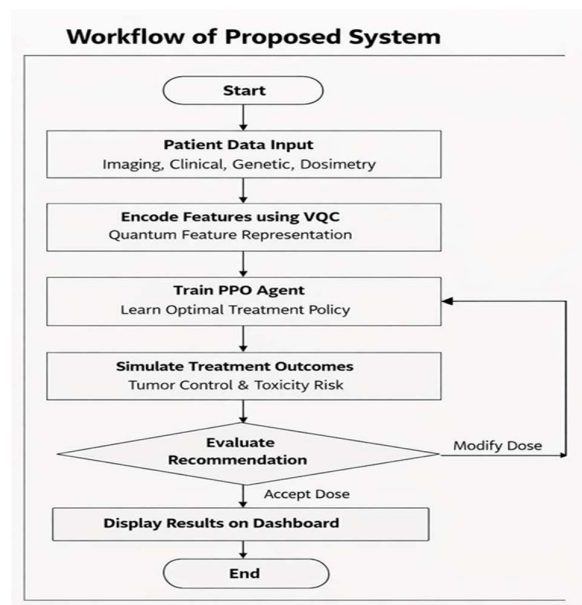 Workflow of Proposed System
Start
Patient Data Input
Imaging, Clinical, Genetic, Dosimetry
Encode Features using VQC
Quantum Feature Representation
Train PPO Agent
Learn Optimal Treatment Policy
Simulate Treatment Outcomes
Tumor Control & Toxicity Risk
Evaluate
Recommendation
Modify Dose
Accept Dose
Display Results on Dashboard
End